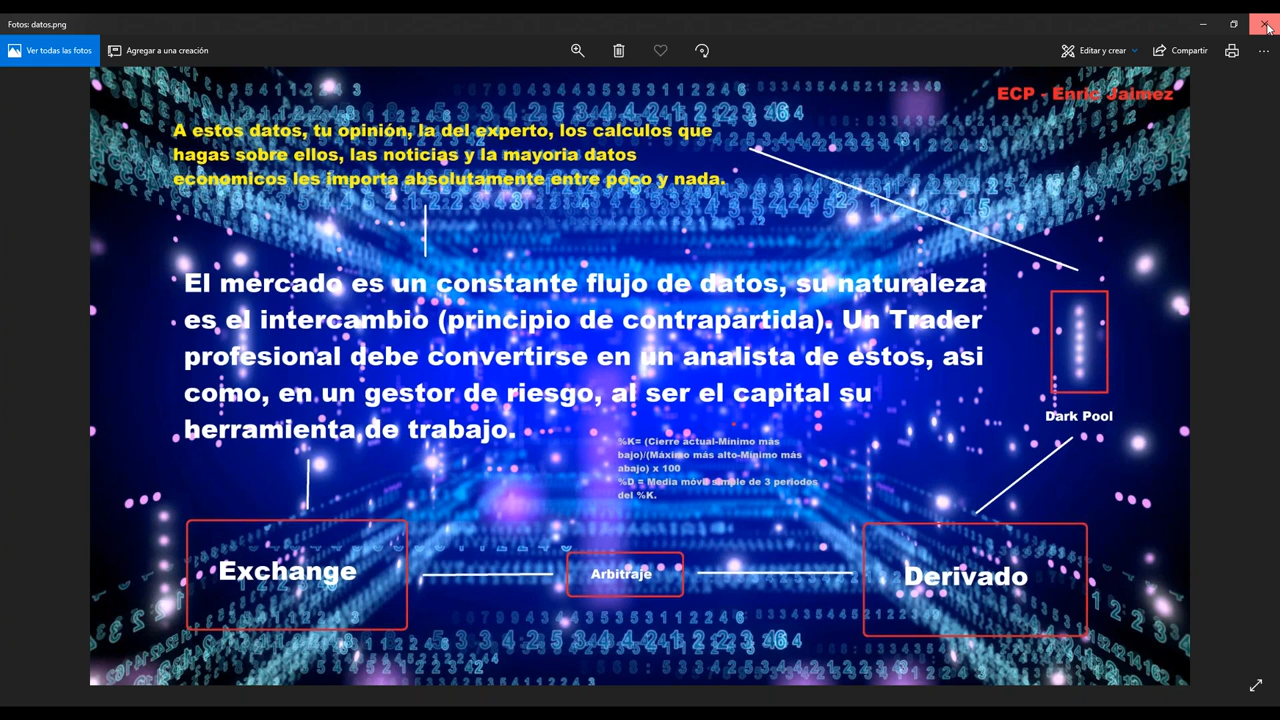 Fotos: datos.png
Ver todas las fotos
Agregar a una creación
Editar y crear
Compartir
ECP - Enric Jaimez
A estos datos, tu opinión, la del experto, los calculos que
hagas sobre ellos, las noticias y la mayoria datos
economicos les importa absolutamente entre poco y nada.
El mercado es un constante flujo de datos, su naturaleza
es el intercambio (principio de contrapartida). Un Trader
profesional debe convertirse en un analista de estos, asi
como, en un gestor de riesgo, al ser el capital su
herramienta de trabajo.
Dark Pool
%K= (Cierre actual-Mínimo más
bajo)/(Máximo más alto-Mínimo más
abajo) x 100
%D = Media móvil simple de 3 periodos
del %K.
Exchange
Arbitraje
Derivado